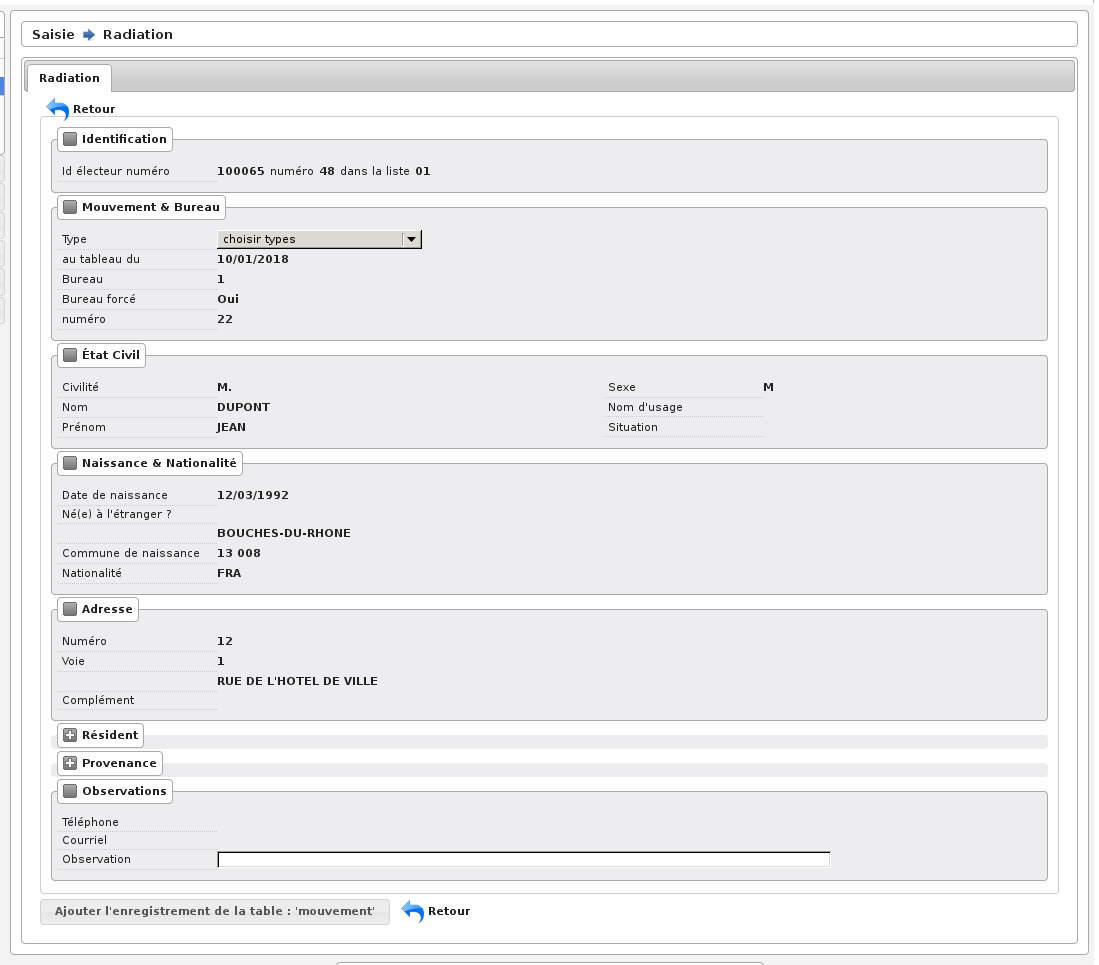 Saisie Radiation
Radiation
Retour
Identification
Id électeur numéro 100065 numéro 48 dans la liste 01
Mouvement & Bureau
Type choisir types
au tableau du 10/01/2018
Bureau 1
Bureau forcé Oui
numéro 22
État Civil
Civilité M. Sexe M
Nom DUPONT Nom d'usage
Prénom JEAN Situation
Naissance & Nationalité
Date de naissance 12/03/1992
Né(e) à l'étranger ?
BOUCHES-DU-RHONE
Commune de naissance 13 008
Nationalité FRA
Adresse
Numéro 12
Voie 1
RUE DE L'HOTEL DE VILLE
Complément
Résident
Provenance
Observations
Téléphone
Courriel
Observation
Ajouter l'enregistrement de la table : 'mouvement' Retour